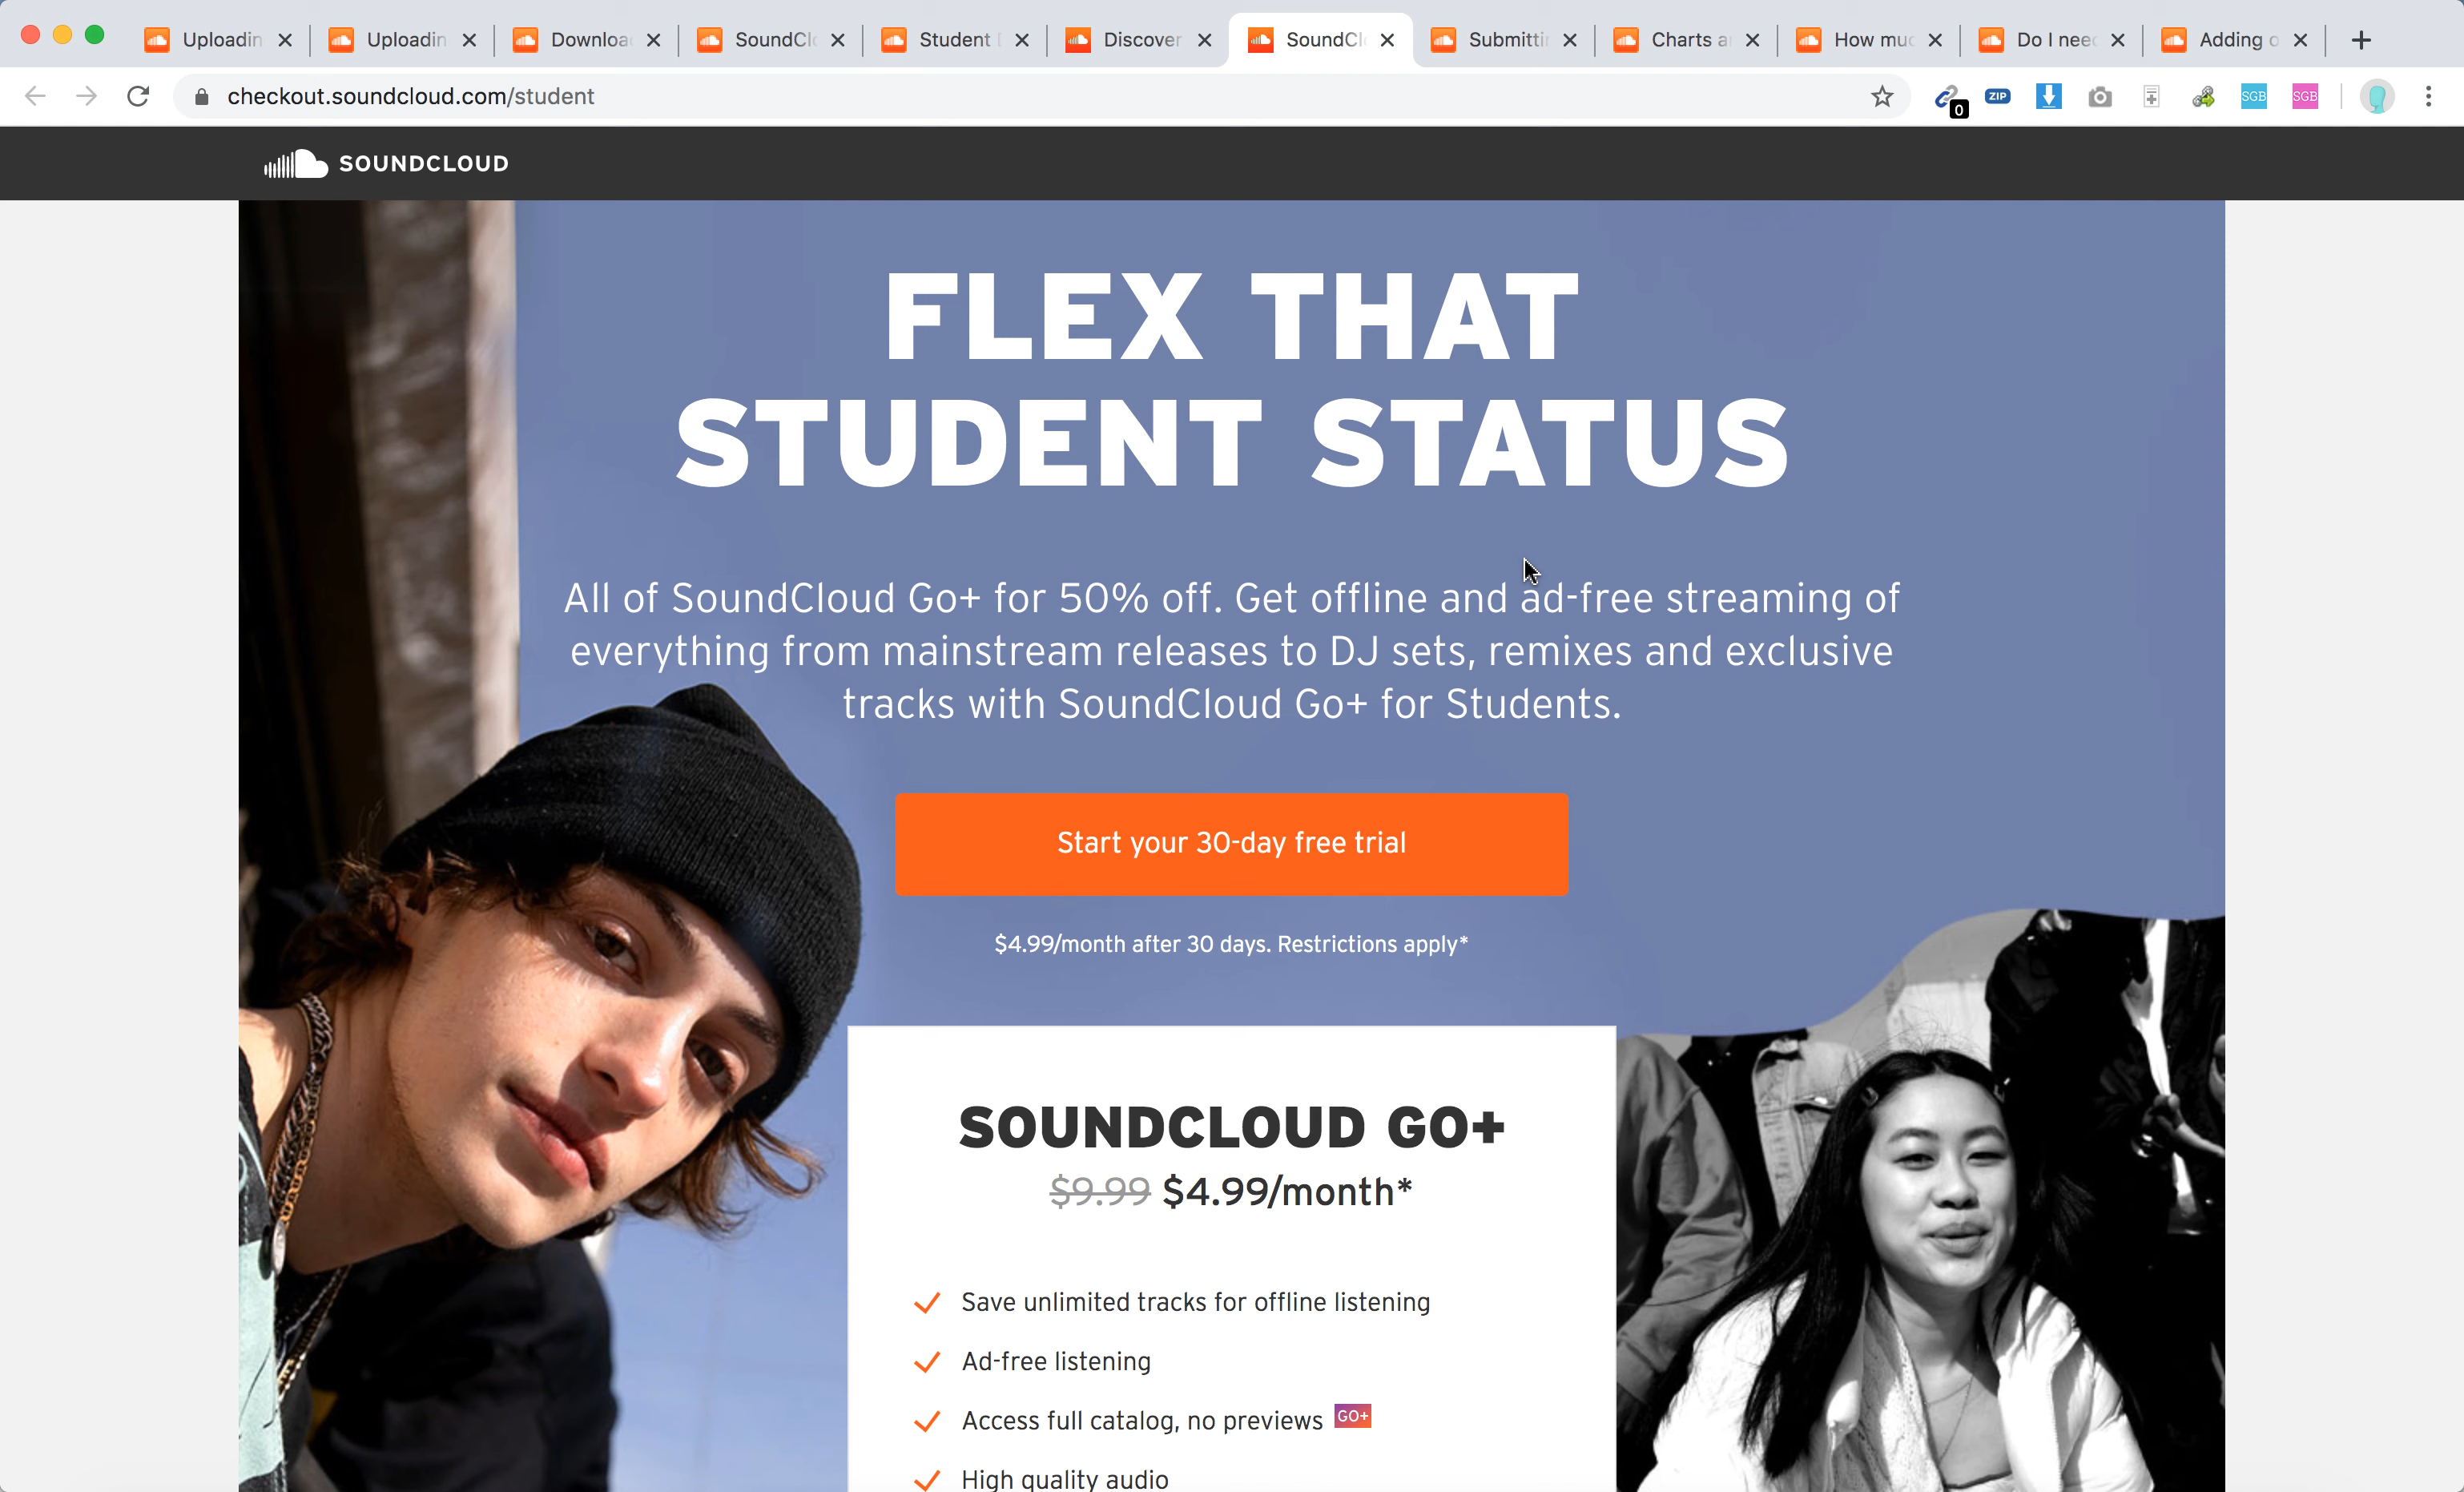 Uploadin
Uploadin
Downloa
SoundClo
Student
Discover
SoundCl
Submittin
Charts a
How muc
Do I nee
Adding o
checkout.soundcloud.com/student
0
ZIP
SGB
SGB
SOUNDCLOUD
FLEX THAT
STUDENT STATUS
All of SoundCloud Go+ for 50% off. Get offline and ad-free streaming of
everything from mainstream releases to DJ sets, remixes and exclusive
tracks with SoundCloud Go+ for Students.
Start your 30-day free trial
$4.99/month after 30 days. Restrictions apply*
SOUNDCLOUD GO+
$9.99 $4.99/month*
Save unlimited tracks for offline listening
Ad-free listening
Access full catalog, no previews GO+
High quality audio